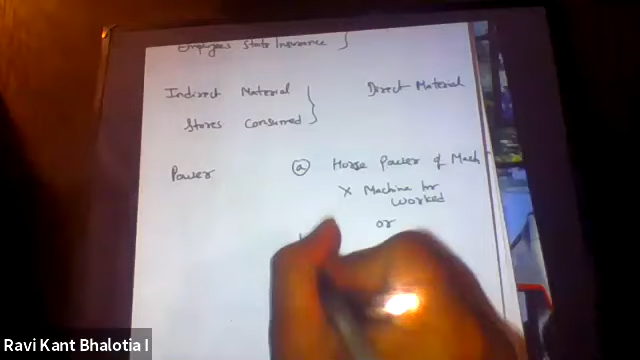 Employees State Insurance }
Indirect Material } Direct Material
Stores Consumed
Power (a) Horse Power of Mach
X Machine hr
worked
or
Ravi Kant Bhalotia I